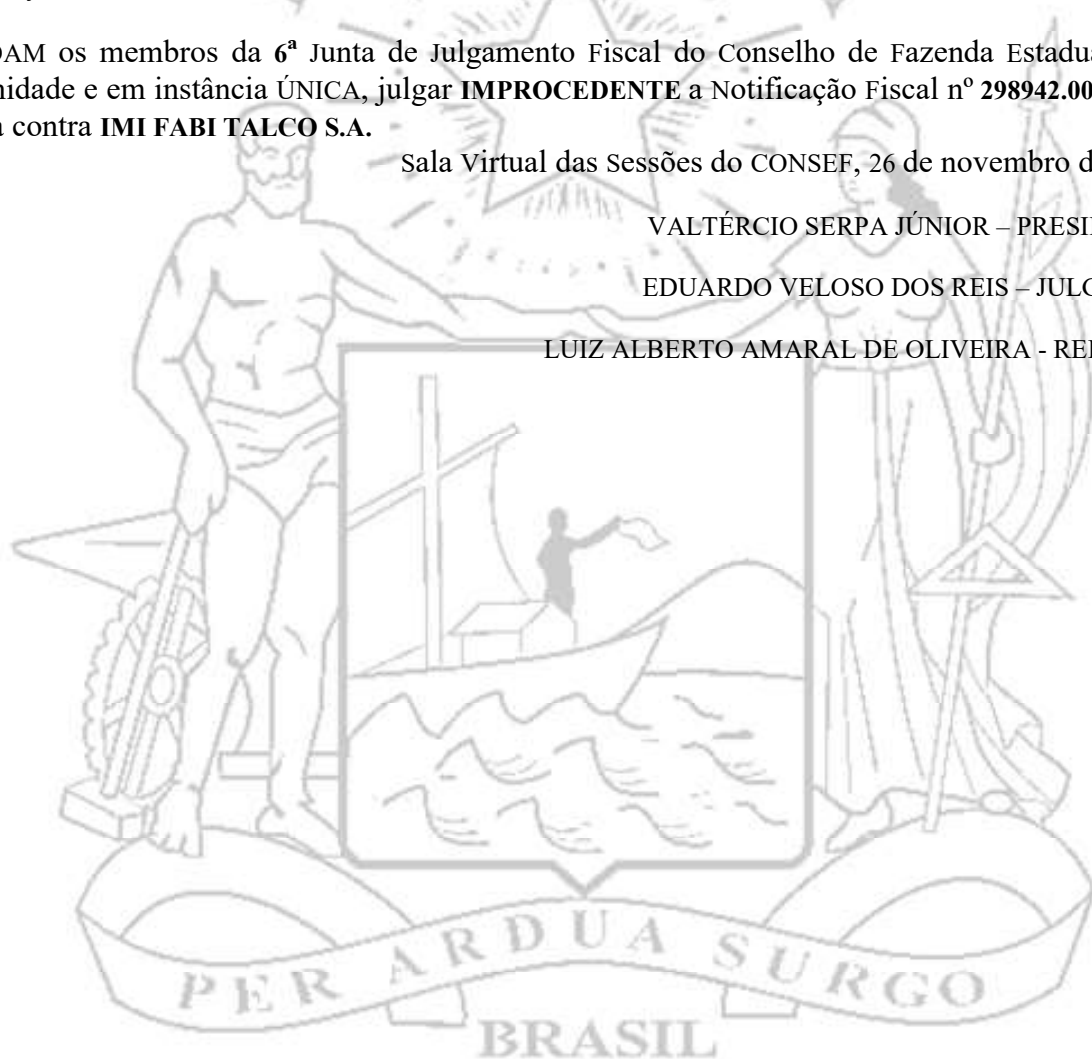 DAM os membros da 6ª Junta de Julgamento Fiscal do Conselho de Fazenda Estadua
nidade e em instância ÚNICA, julgar IMPROCEDENTE a Notificação Fiscal nº 298942.00
a contra IMI FABI TALCO S.A.
Sala Virtual das Sessões do CONSEF, 26 de novembro d
VALTÉRCIO SERPA JÚNIOR – PRESI
EDUARDO VELOSO DOS REIS – JULG
LUIZ ALBERTO AMARAL DE OLIVEIRA - REI
PER ARDUA SURGO
BRASIL